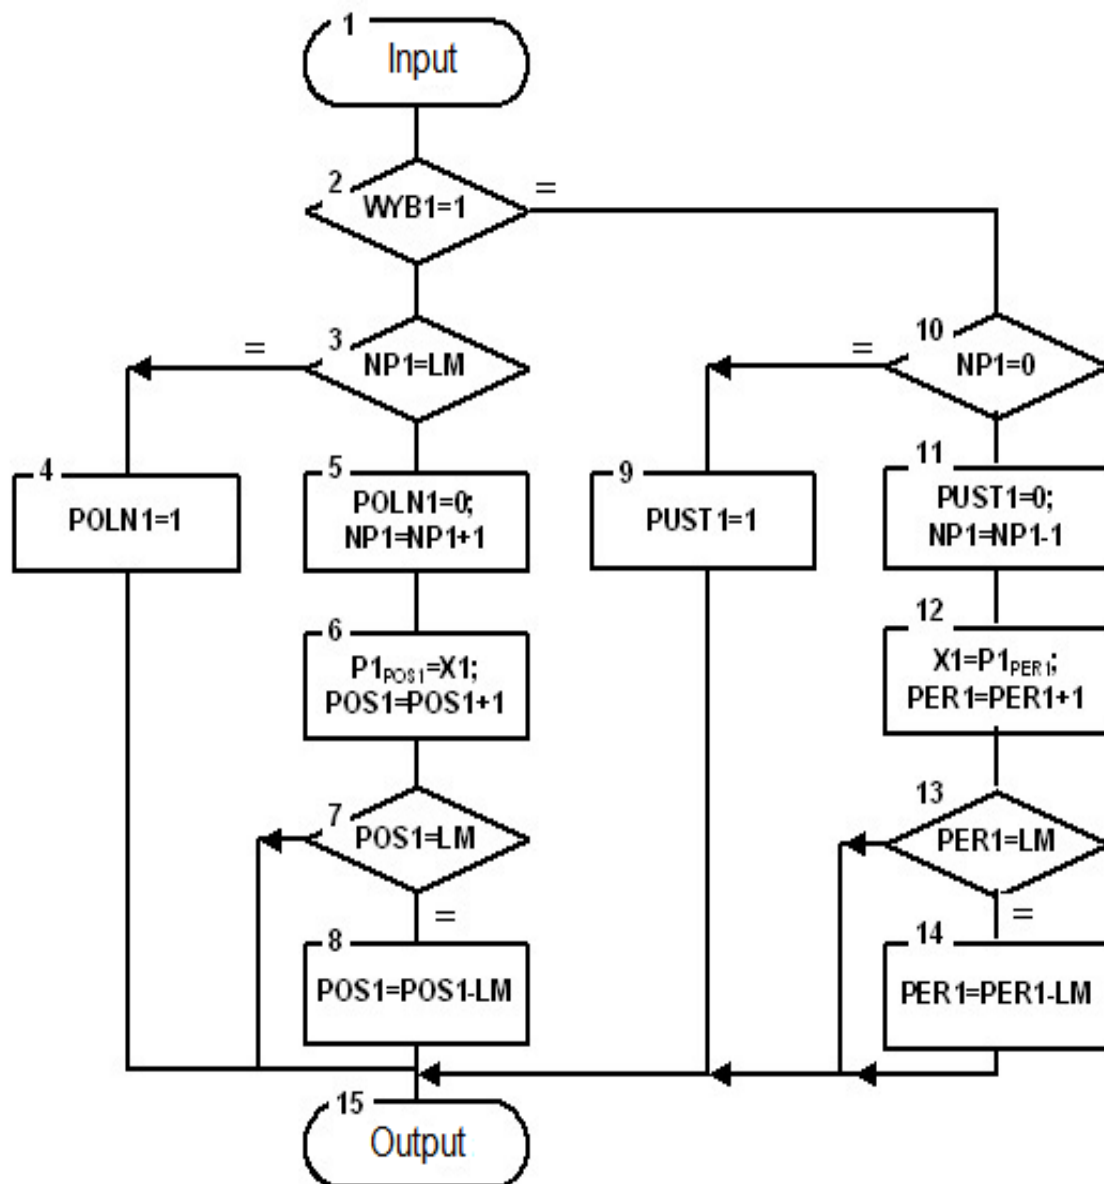 1
Input
2
WYB1=1
=
3
NP1=LM
=
4
POLN1=1
5
POLN1=0;
NP1=NP1+1
6
P1POS1=X1;
POS1=POS1+1
7
POS1=LM
=
8
POS1=POS1-LM
9
PUST1=1
10
NP1=0
=
11
PUST1=0;
NP1=NP1-1
12
X1=P1PER1;
PER1=PER1+1
13
PER1=LM
=
14
PER1=PER1-LM
15
Output